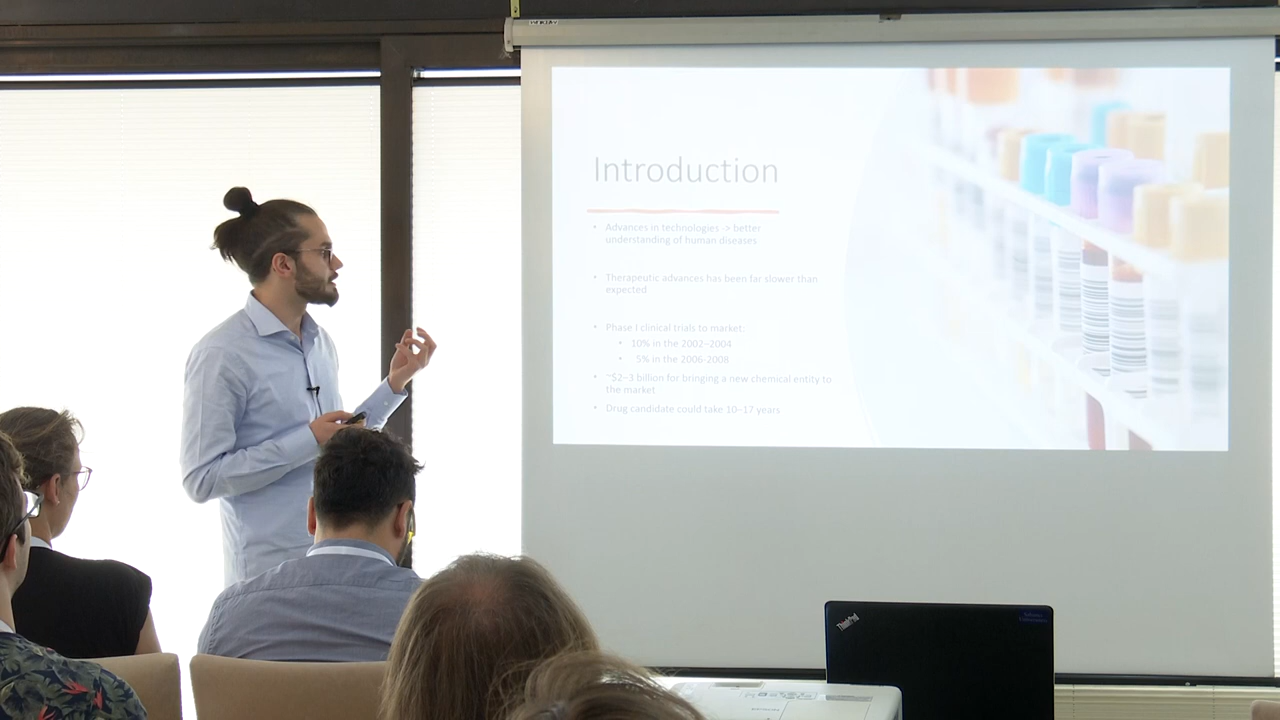 Introduction
Advances in technologies -> better
understanding of human diseases
Therapeutic advances has been far slower than
expected
Phase I clinical trials to market:
10% in the 2002–2004
5% in the 2006-2008
~$2–3 billion for bringing a new chemical entity to
the market
Drug candidate could take 10–17 years
ThinkPad